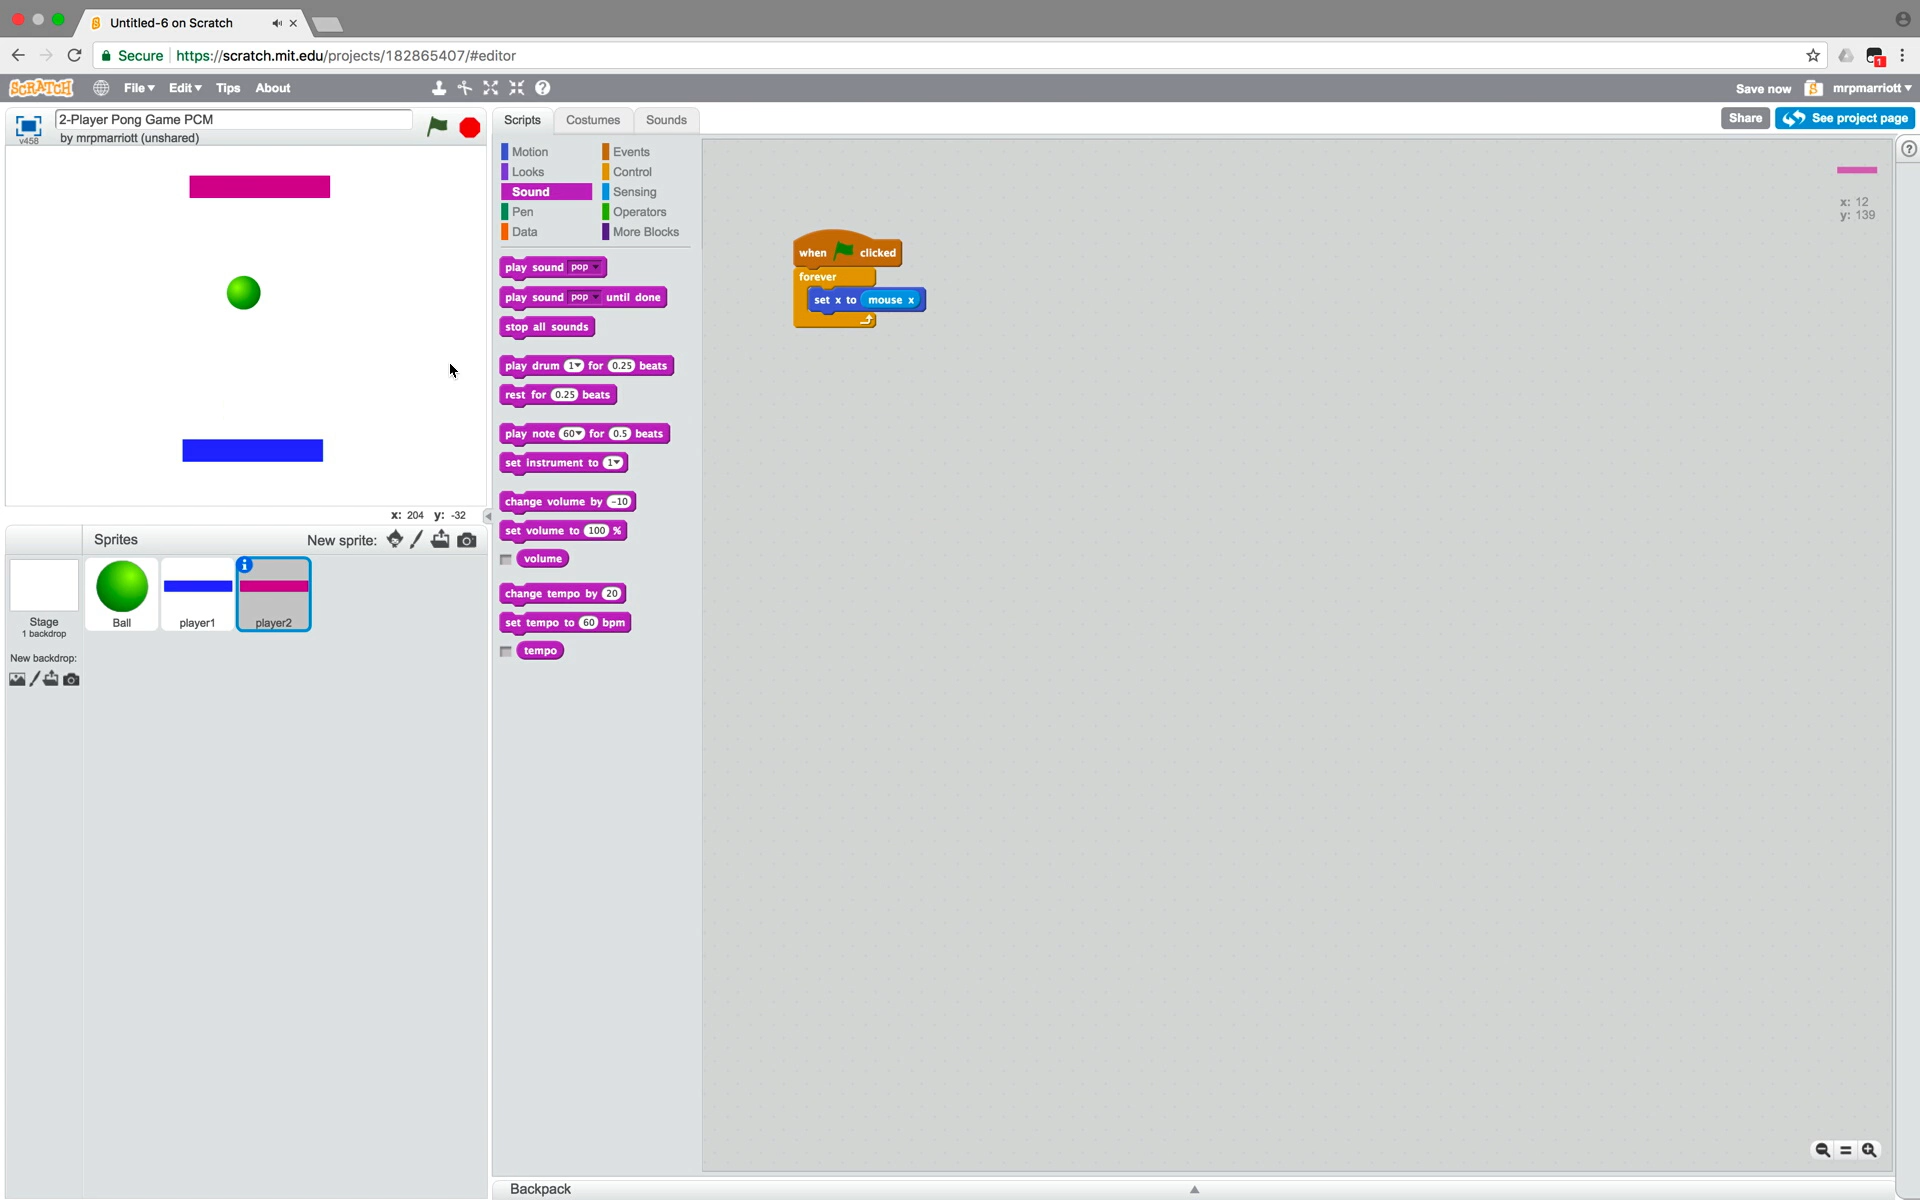 Untitled-6 on Scratch
Secure https://scratch.mit.edu/projects/182865407/#editor
1
SCRATCH File Edit Tips About Save now mrpmarriott
2-Player Pong Game PCM
v458 by mrpmarriott (unshared)
Scripts Costumes Sounds
Share See project page
Motion Events
Looks Control
Sound Sensing
Pen Operators
Data More Blocks
play sound pop
play sound pop until done
stop all sounds
play drum 1 for 0.25 beats
rest for 0.25 beats
play note 60 for 0.5 beats
set instrument to 1
change volume by -10
set volume to 100 %
volume
change tempo by 20
set tempo to 60 bpm
tempo
when clicked
forever
set x to mouse x
x: 12
y: 139
x: 204 y: -32
Sprites New sprite:
Stage
1 backdrop
New backdrop:
Ball player1 player2
Backpack